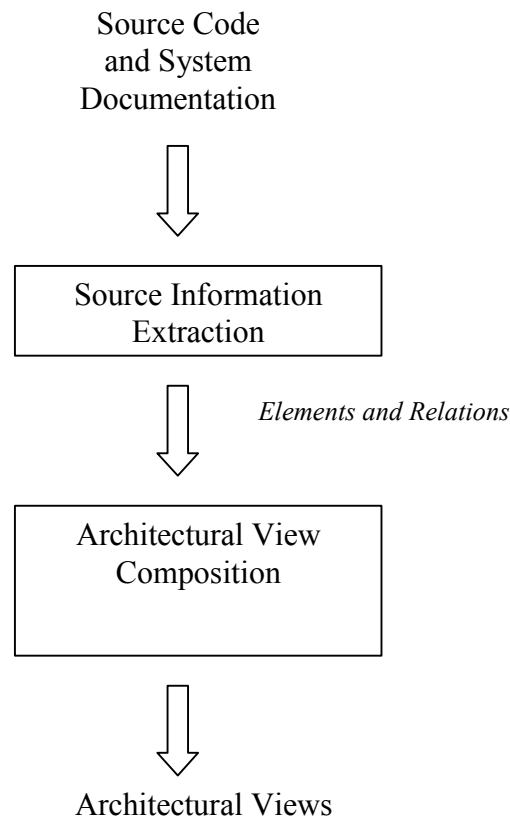 Source Code
and System
Documentation
Source Information
Extraction
Elements and Relations
Architectural View
Composition
Architectural Views